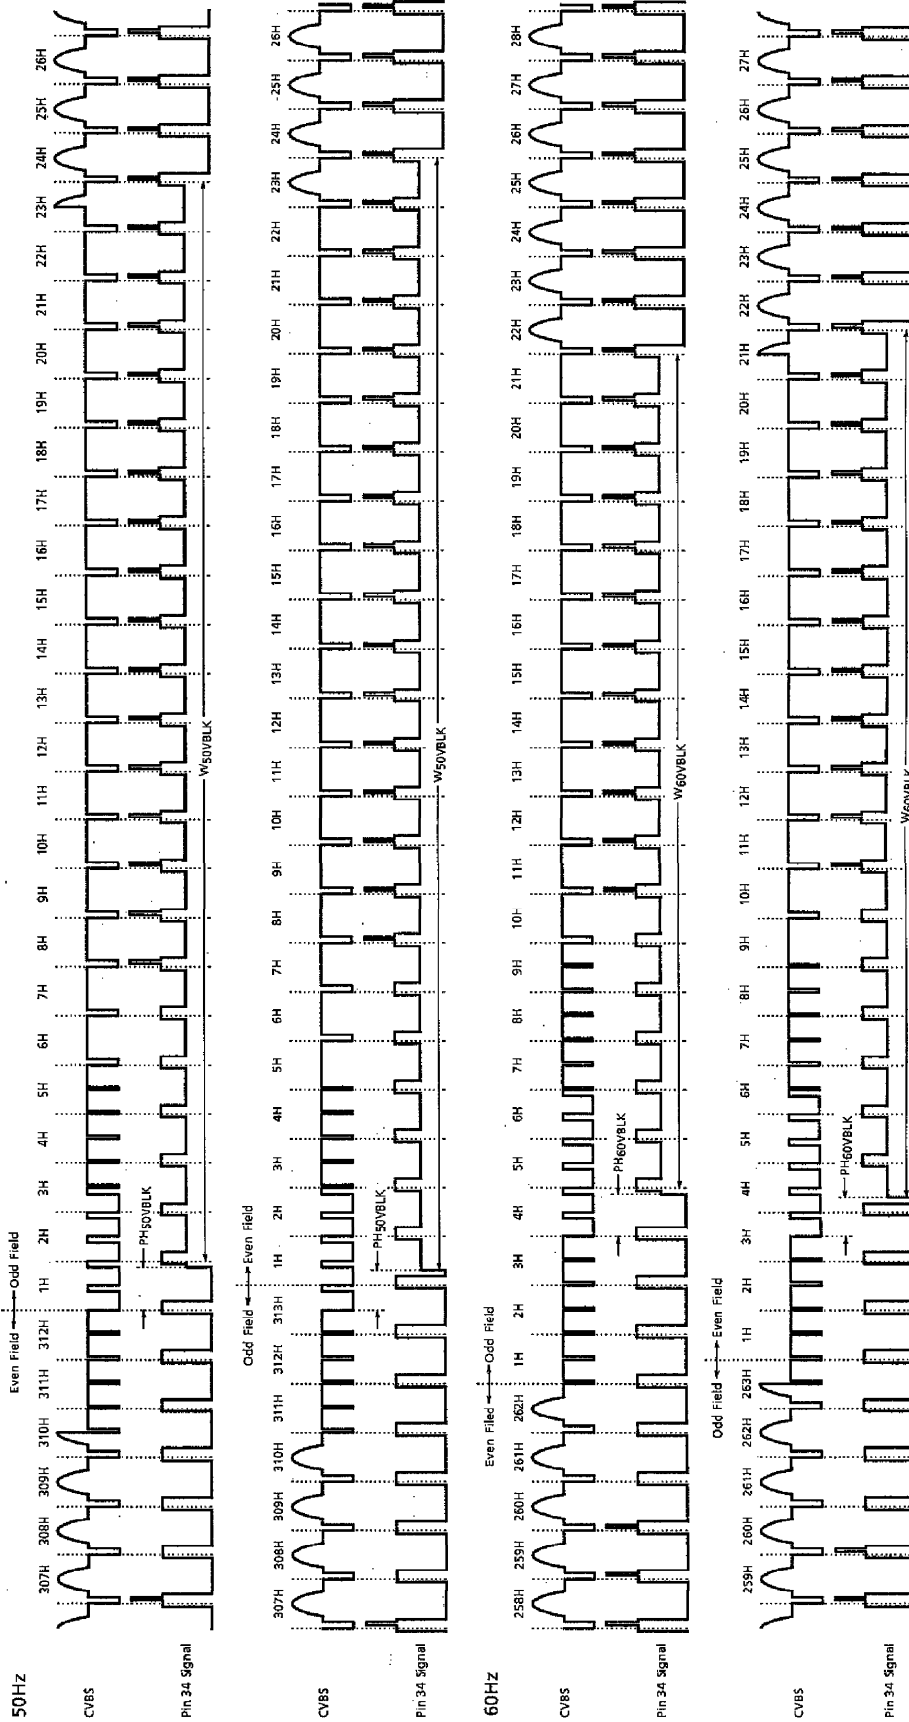 50Hz
Even Field ↔ Odd Field
307H 308H 309H 310H 311H 312H 1H 2H 3H 4H 5H 6H 7H 8H 9H 10H 11H 12H 13H 14H 15H 16H 17H 18H 19H 20H 21H 22H 23H 24H 25H 26H
CVBS
PH50VBLK
Pin 34 Signal
W50VBLK
Odd Field ↔ Even Field
307H 308H 309H 310H 311H 312H 313H 1H 2H 3H 4H 5H 6H 7H 8H 9H 10H 11H 12H 13H 14H 15H 16H 17H 18H 19H 20H 21H 22H 23H 24H 25H 26H
CVBS
PH50VBLK
Pin 34 Signal
W50VBLK
60Hz
Even Filed ↔ Odd Field
258H 259H 260H 261H 262H 1H 2H 3H 4H 5H 6H 7H 8H 9H 10H 11H 12H 13H 14H 15H 16H 17H 18H 19H 20H 21H 22H 23H 24H 25H 26H 27H 28H
CVBS
PH60VBLK
Pin 34 Signal
W60VBLK
Odd Field ↔ Even Field
259H 260H 261H 262H 263H 1H 2H 3H 4H 5H 6H 7H 8H 9H 10H 11H 12H 13H 14H 15H 16H 17H 18H 19H 20H 21H 22H 23H 24H 25H 26H 27H
CVBS
PH60VBLK
Pin 34 Signal
W60VBLK